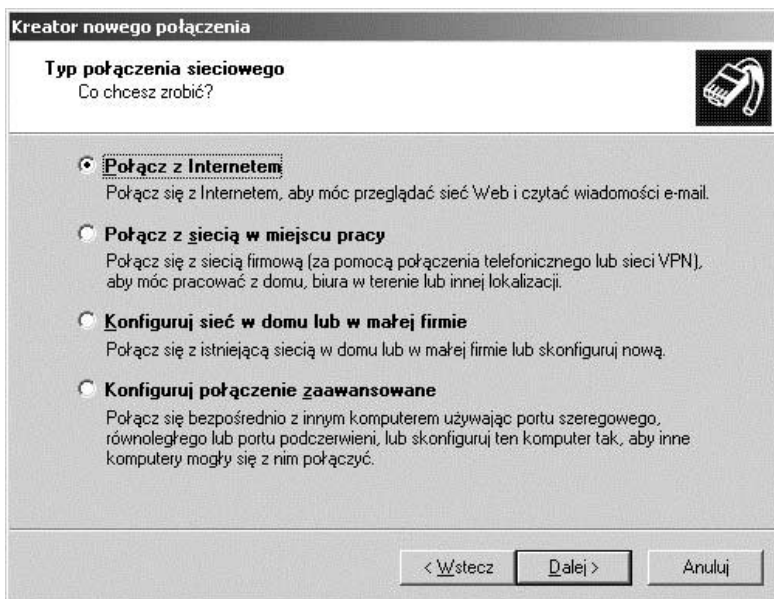 Kreator nowego połączenia
Typ połączenia sieciowego
Co chcesz zrobić?
Połącz z Internetem
Połącz się z Internetem, aby móc przeglądać sieć Web i czytać wiadomości e-mail.
Połącz z siecią w miejscu pracy
Połącz się z siecią firmową (za pomocą połączenia telefonicznego lub sieci VPN),
aby móc pracować z domu, biura w terenie lub innej lokalizacji.
Konfiguruj sieć w domu lub w małej firmie
Połącz się z istniejącą siecią w domu lub w małej firmie lub skonfiguruj nową.
Konfiguruj połączenie zaawansowane
Połącz się bezpośrednio z innym komputerem używając portu szeregowego,
równoległego lub portu podczerwieni, lub skonfiguruj ten komputer tak, aby inne
komputery mogły się z nim połączyć.
< Wstecz Dalej > Anuluj